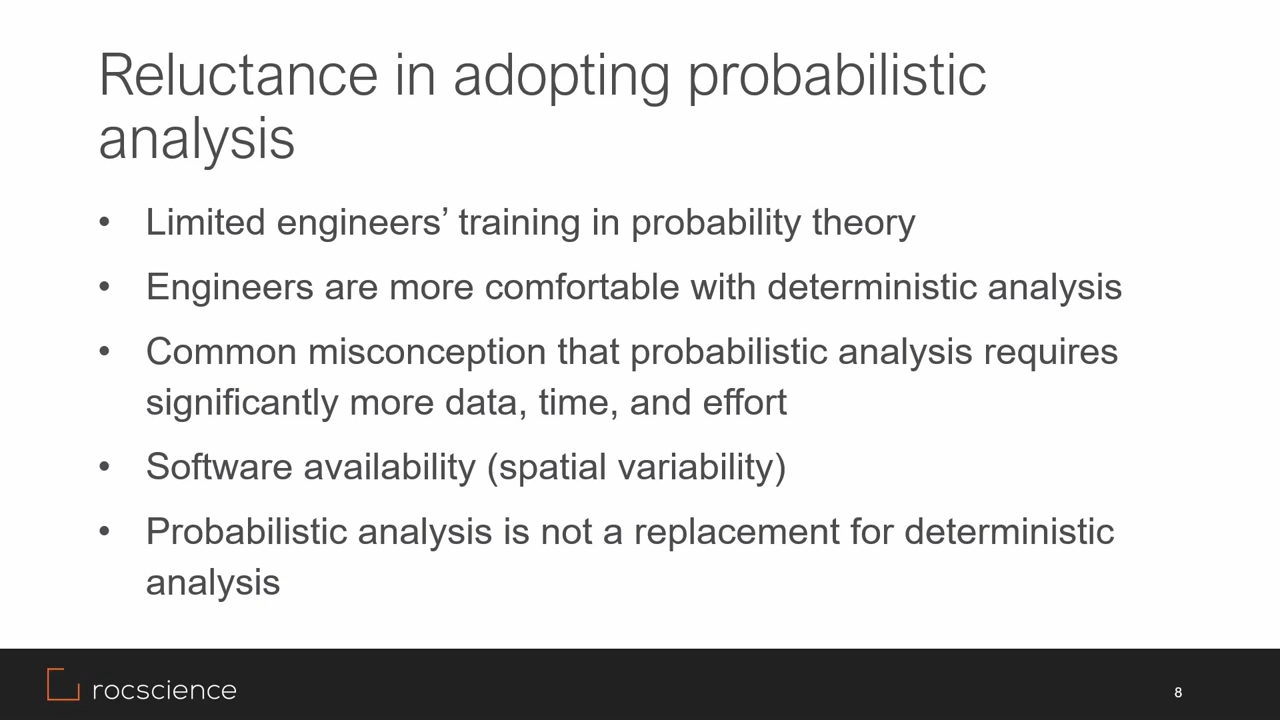 Reluctance in adopting probabilistic
analysis
• Limited engineers’ training in probability theory
• Engineers are more comfortable with deterministic analysis
• Common misconception that probabilistic analysis requires
significantly more data, time, and effort
• Software availability (spatial variability)
• Probabilistic analysis is not a replacement for deterministic
analysis
rocscience
8